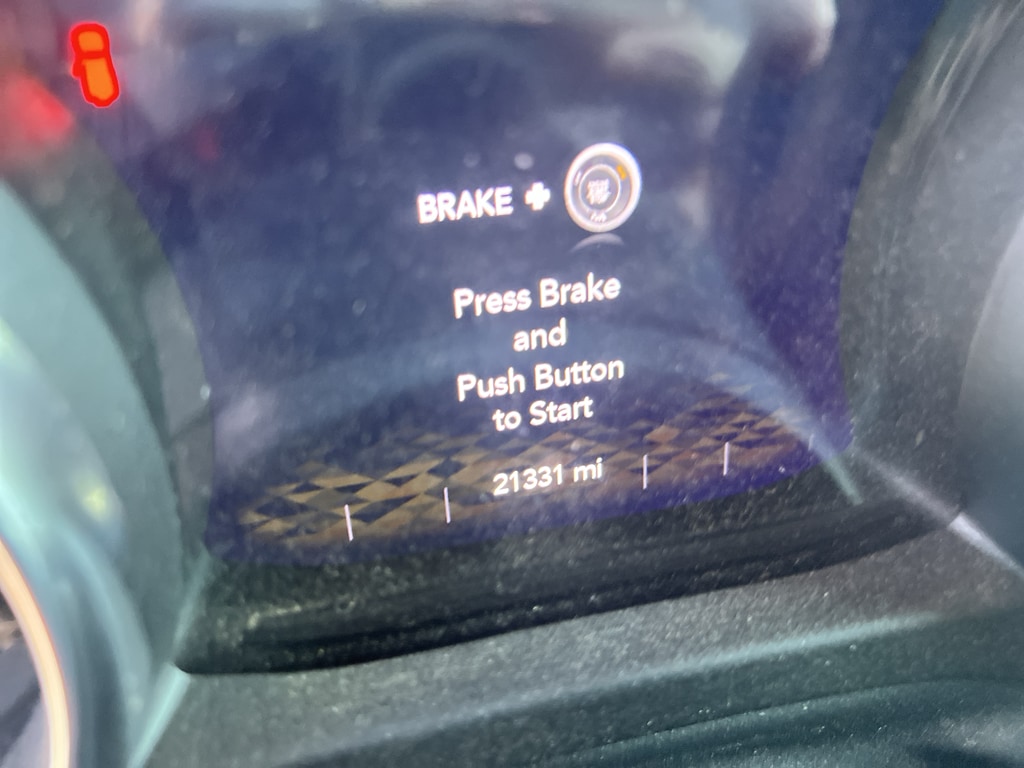 BRAKE +
Press Brake
and
Push Button
to Start
21331 mi